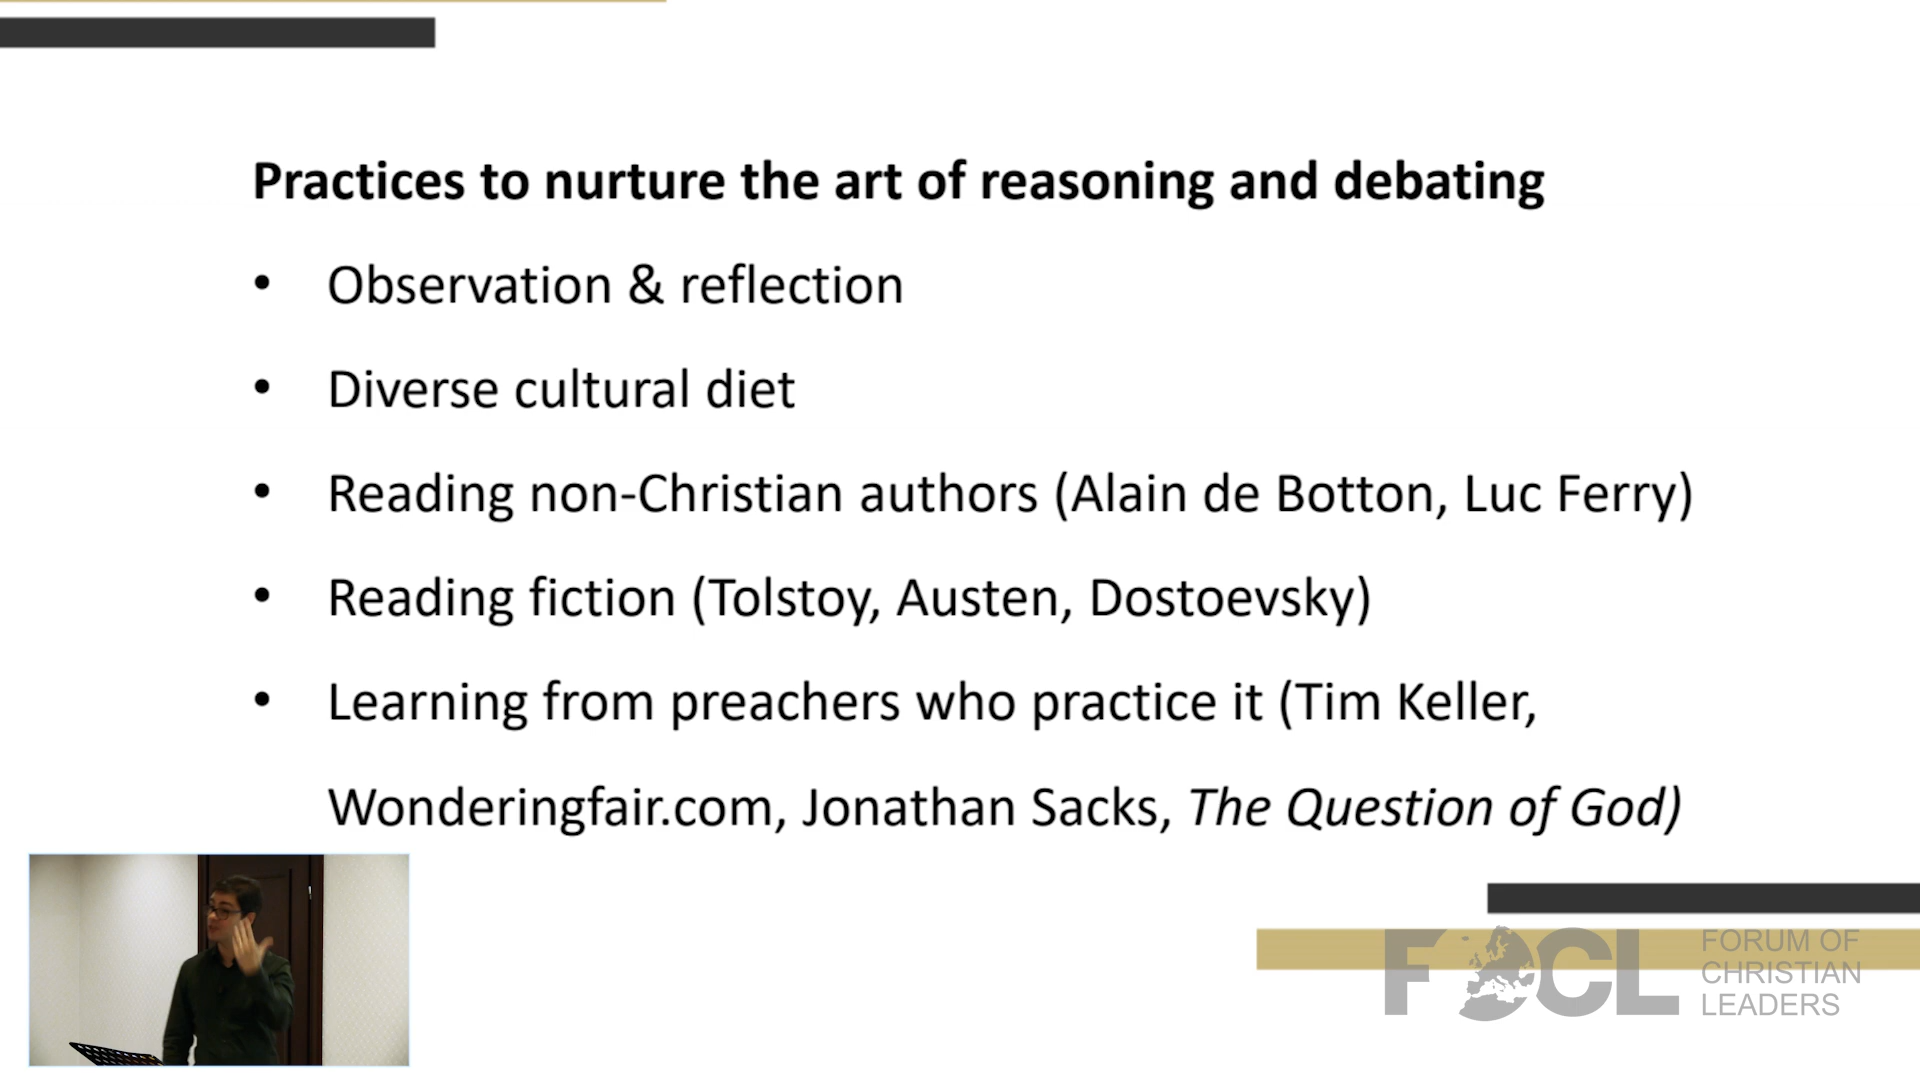 Practices to nurture the art of reasoning and debating
• Observation & reflection
• Diverse cultural diet
• Reading non-Christian authors (Alain de Botton, Luc Ferry)
• Reading fiction (Tolstoy, Austen, Dostoevsky)
• Learning from preachers who practice it (Tim Keller,
Wonderingfair.com, Jonathan Sacks, The Question of God)
FOCL
FORUM OF
CHRISTIAN
LEADERS